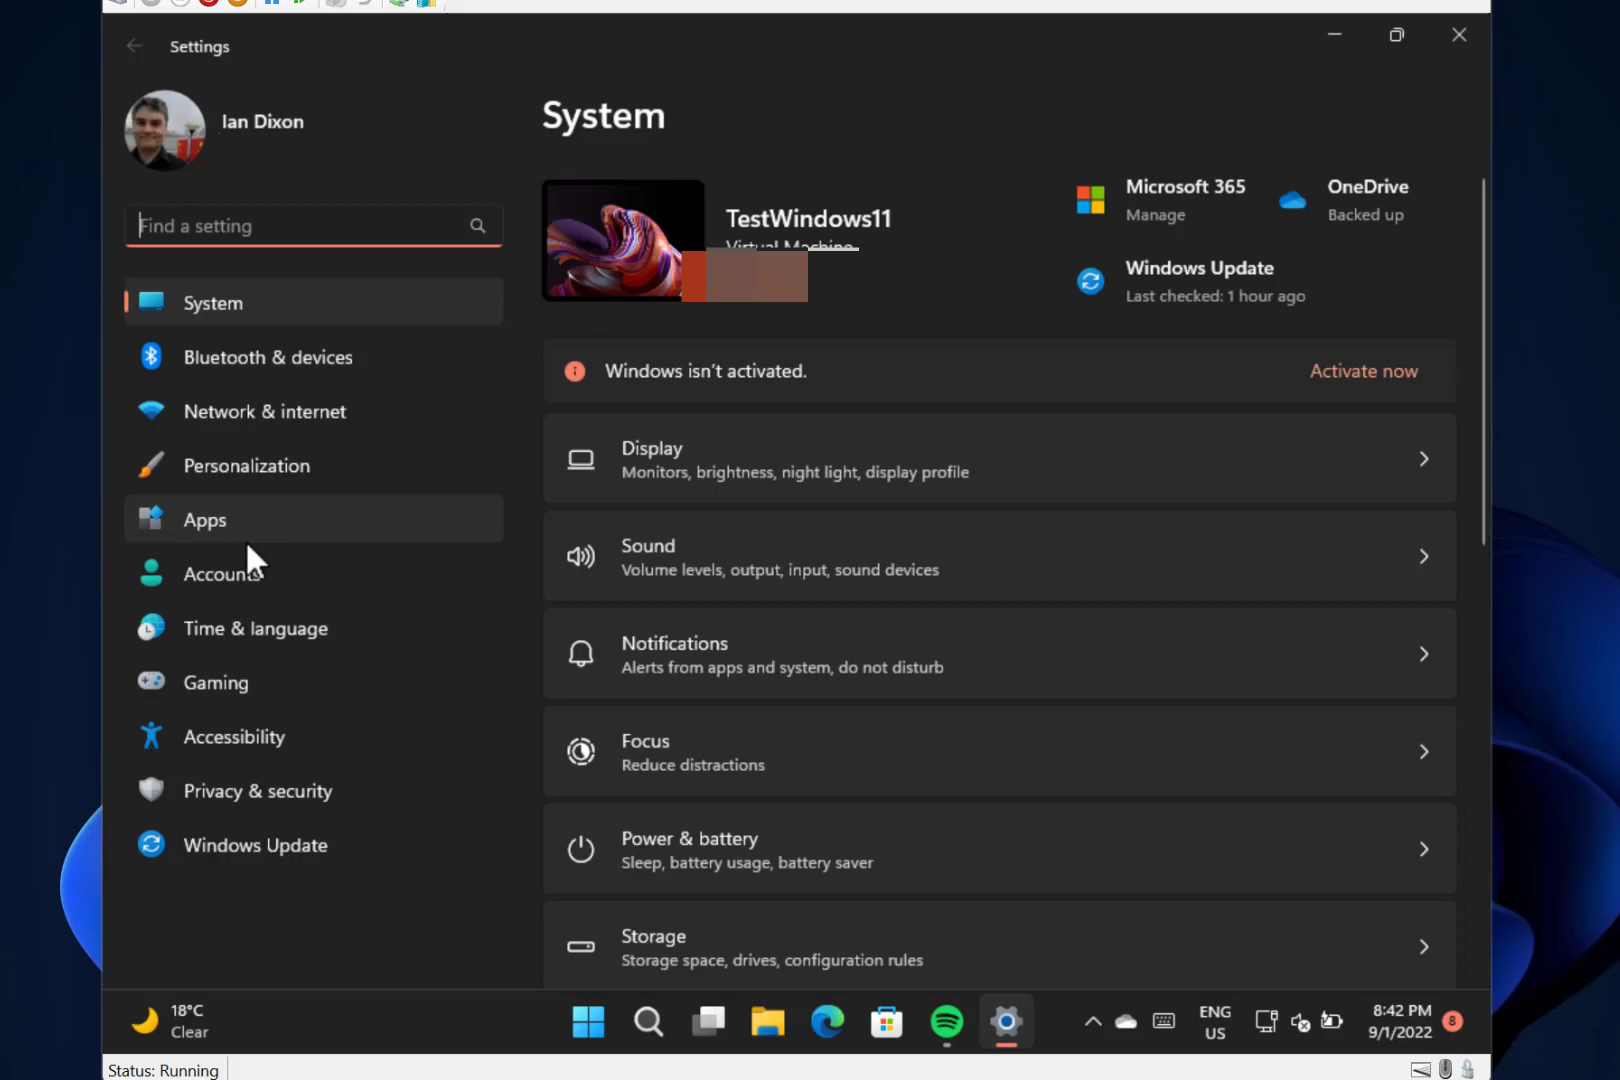 Settings
Ian Dixon
Find a setting
System
Bluetooth & devices
Network & internet
Personalization
Apps
Accounts
Time & language
Gaming
Accessibility
Privacy & security
Windows Update
System
TestWindows11
Virtual Machine
Microsoft 365
Manage
OneDrive
Backed up
Windows Update
Last checked: 1 hour ago
Windows isn't activated.
Activate now
Display
Monitors, brightness, night light, display profile
Sound
Volume levels, output, input, sound devices
Notifications
Alerts from apps and system, do not disturb
Focus
Reduce distractions
Power & battery
Sleep, battery usage, battery saver
Storage
Storage space, drives, configuration rules
18°C
Clear
ENG
US
8:42 PM
9/1/2022
8
Status: Running